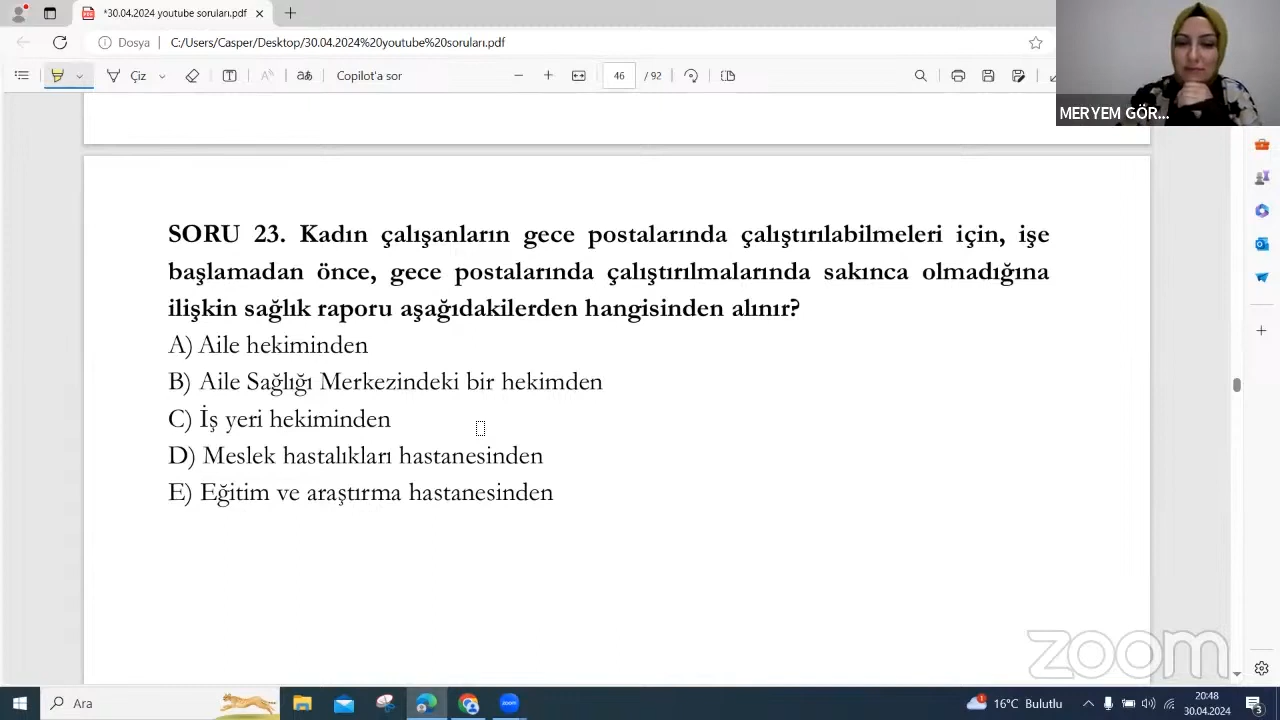 *30.04.2024 youtube soruları.pdf
Dosya
C:/Users/Casper/Desktop/30.04.2024%20youtube%20soruları.pdf
Çiz
Copilot'a sor
46
/ 92
MERYEM GÖR...
SORU 23. Kadın çalışanların gece postalarında çalıştırılabilmeleri için, işe
başlamadan önce, gece postalarında çalıştırılmalarında sakınca olmadığına
ilişkin sağlık raporu aşağıdakilerden hangisinden alınır?
A) Aile hekiminden
B) Aile Sağlığı Merkezindeki bir hekimden
C) İş yeri hekiminden
D) Meslek hastalıkları hastanesinden
E) Eğitim ve araştırma hastanesinden
zoom
Ara
zoom
1
16°C Bulutlu
20:48
30.04.2024
3